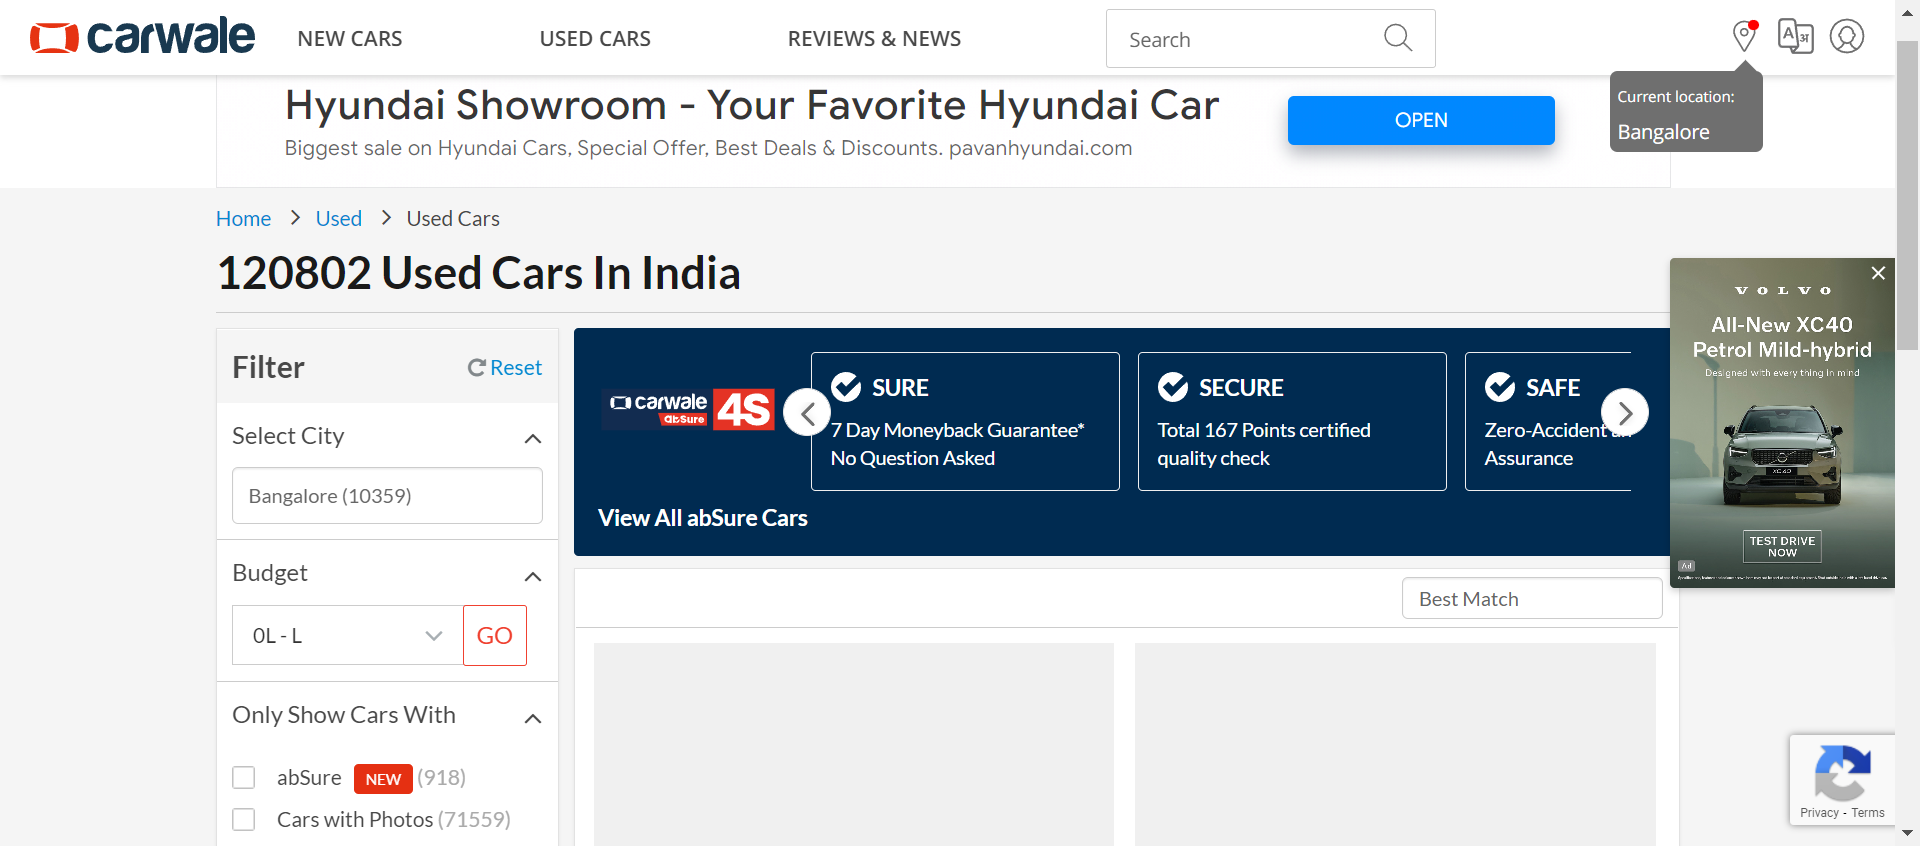 carwale
NEW CARS
USED CARS
REVIEWS & NEWS
Search
A अ
Current location:
Bangalore
Hyundai Showroom - Your Favorite Hyundai Car
Biggest sale on Hyundai Cars, Special Offer, Best Deals & Discounts. pavanhyundai.com
OPEN
Home > Used > Used Cars
120802 Used Cars In India
Filter
Reset
Select City
Bangalore (10359)
Budget
0L - L
GO
Only Show Cars With
abSure NEW (918)
Cars with Photos (71559)
carwale
abSure
4S
SURE
7 Day Moneyback Guarantee*
No Question Asked
SECURE
Total 167 Points certified
quality check
SAFE
Zero-Accident
Assurance
View All abSure Cars
Best Match
VOLVO
All-New XC40
Petrol Mild-hybrid
Designed with every thing in mind
XC40
TEST DRIVE
NOW
Ad
Privacy - Terms